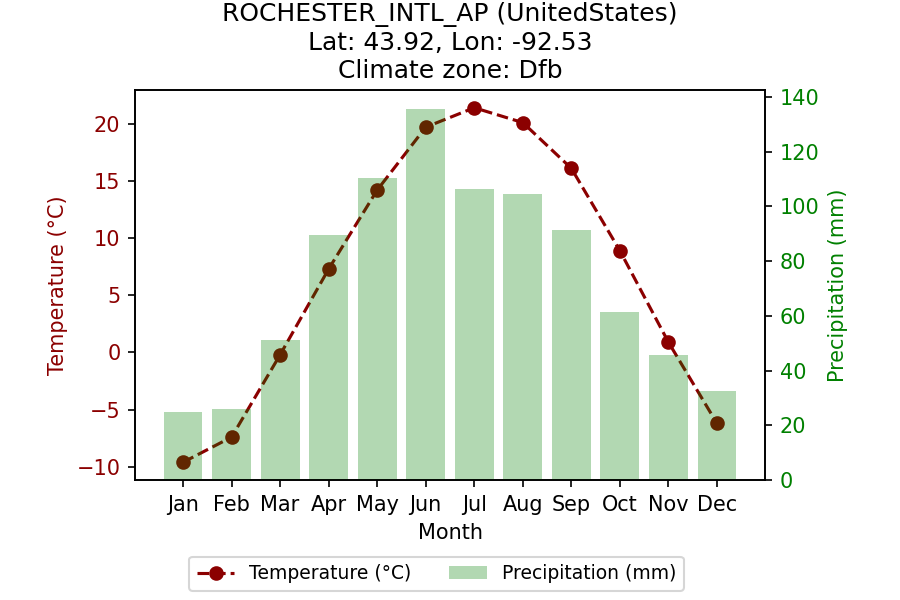 ROCHESTER_INTL_AP (UnitedStates)
Lat: 43.92, Lon: -92.53
Climate zone: Dfb
Temperature (°C)
20
15
10
5
0
−5
−10
140
120
100
80
60
40
20
0
Precipitation (mm)
Jan Feb Mar Apr May Jun Jul Aug Sep Oct Nov Dec
Month
Temperature (°C) Precipitation (mm)